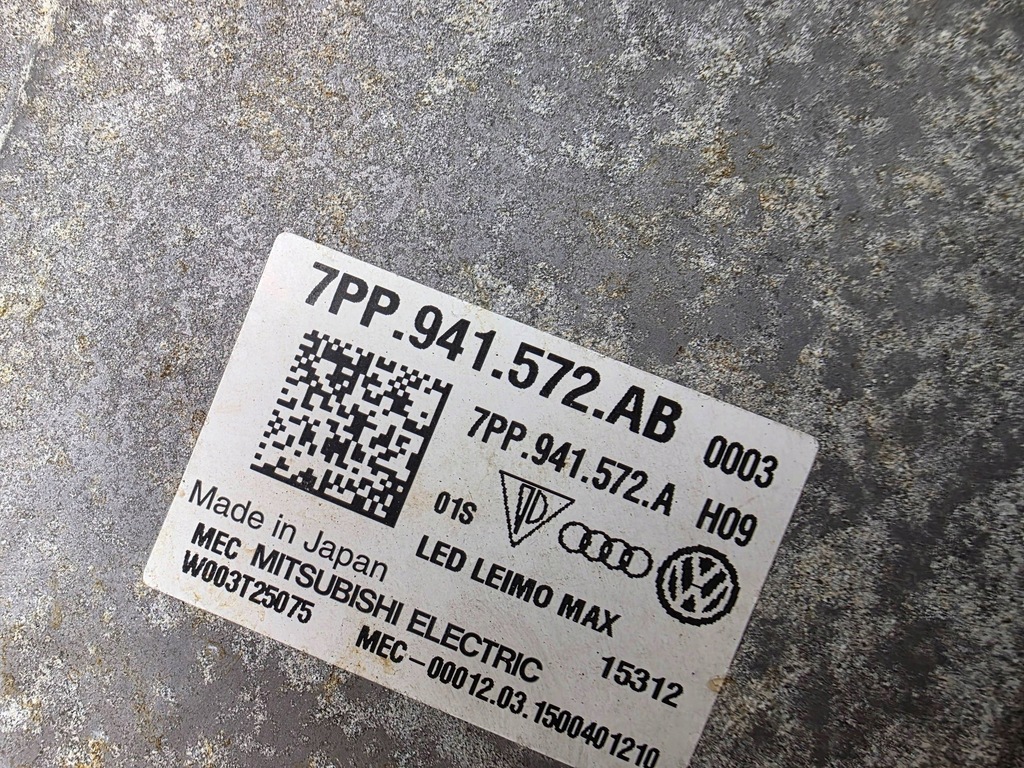 7PP.941.572.AB 0003
7PP.941.572.A H09
01S
LED LEIMO MAX
Made in Japan
MEC MITSUBISHI ELECTRIC 15312
W003T25075 MEC-00012.03.1500401210